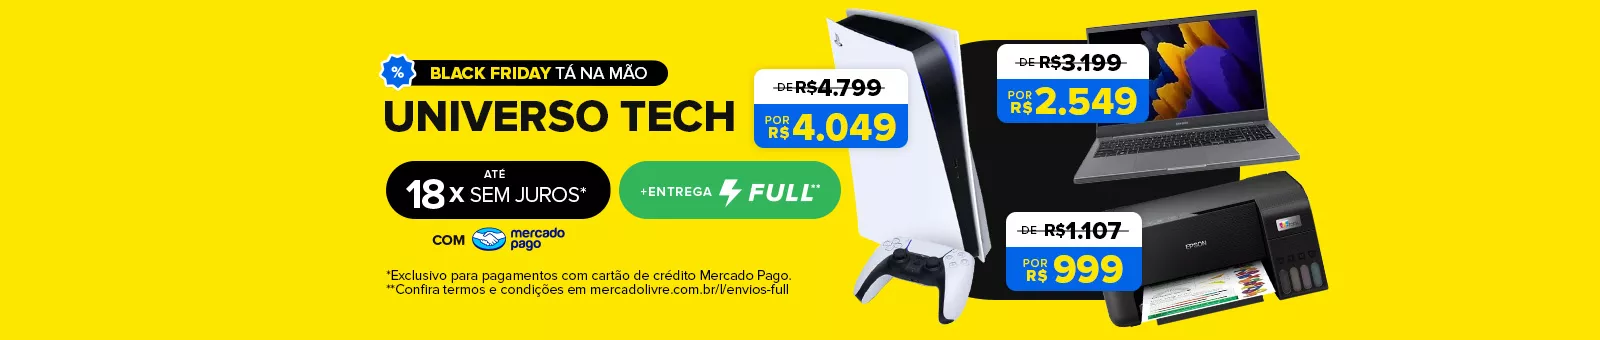 %
BLACK FRIDAY TÁ NA MÃO
UNIVERSO TECH
ATÉ
18x SEM JUROS*
+ENTREGA FULL**
COM mercado
pago
*Exclusivo para pagamentos com cartão de crédito Mercado Pago.
**Confira termos e condições em mercadolivre.com.br/l/envios-full
DE R$4.799
POR
R$ 4.049
DE R$3.199
POR
R$ 2.549
DE R$1.107
POR
R$ 999
EPSON